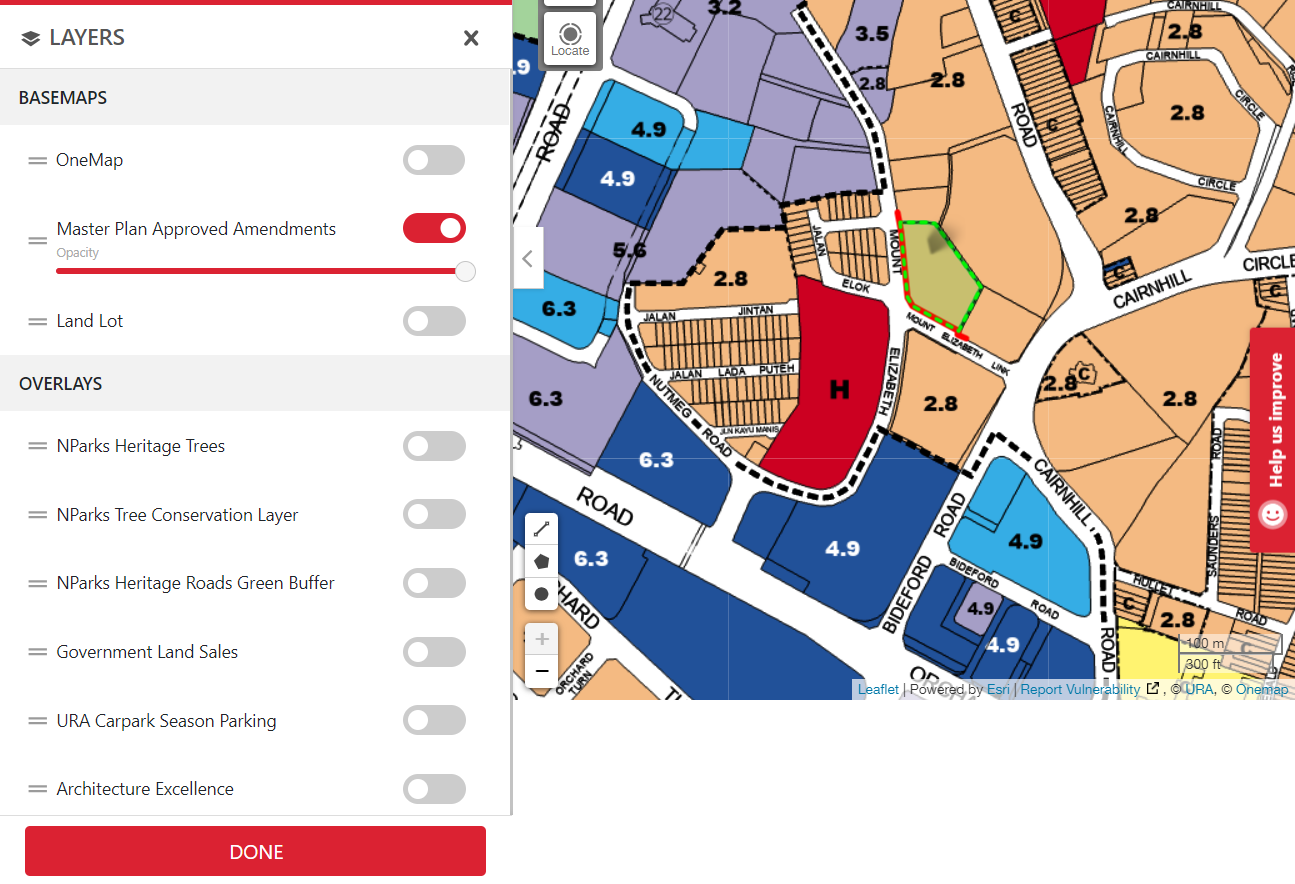 LAYERS
BASEMAPS
OneMap
Master Plan Approved Amendments
Opacity
Land Lot
OVERLAYS
NParks Heritage Trees
NParks Tree Conservation Layer
NParks Heritage Roads Green Buffer
Government Land Sales
URA Carpark Season Parking
Architecture Excellence
DONE
Locate
.9
3.2
22
3.5
2.8
2.8
C
CAIRNHILL
2.8
CAIRNHILL
CIRCLE
2.8
CAIRNHILL
CIRCLE
C
ROAD
ROAD
4.9
4.9
5.6
6.3
6.3
2.8
JALAN
ELOK
MOUNT
MOUNT ELIZABETH LINK
ELIZABETH
JALAN JINTAN
JALAN LADA PUTEH
JLN KAYU MANIS
NUTMEG ROAD
H
2.8
2.8
C
CAIRNHILL
CIRCLE
C
2.8
C
2.8
6.3
ROAD
6.3
4.9
BIDEFORD ROAD
CAIRNHILL
ROAD
4.9
BIDEFORD ROAD
4.9
4.9
SAUNDERS ROAD
HULLET ROAD
C
2.8
C
ORCHARD
TURN
100 m
300 ft
Help us improve
Leaflet | Powered by Esri | Report Vulnerability , © URA, © Onemap